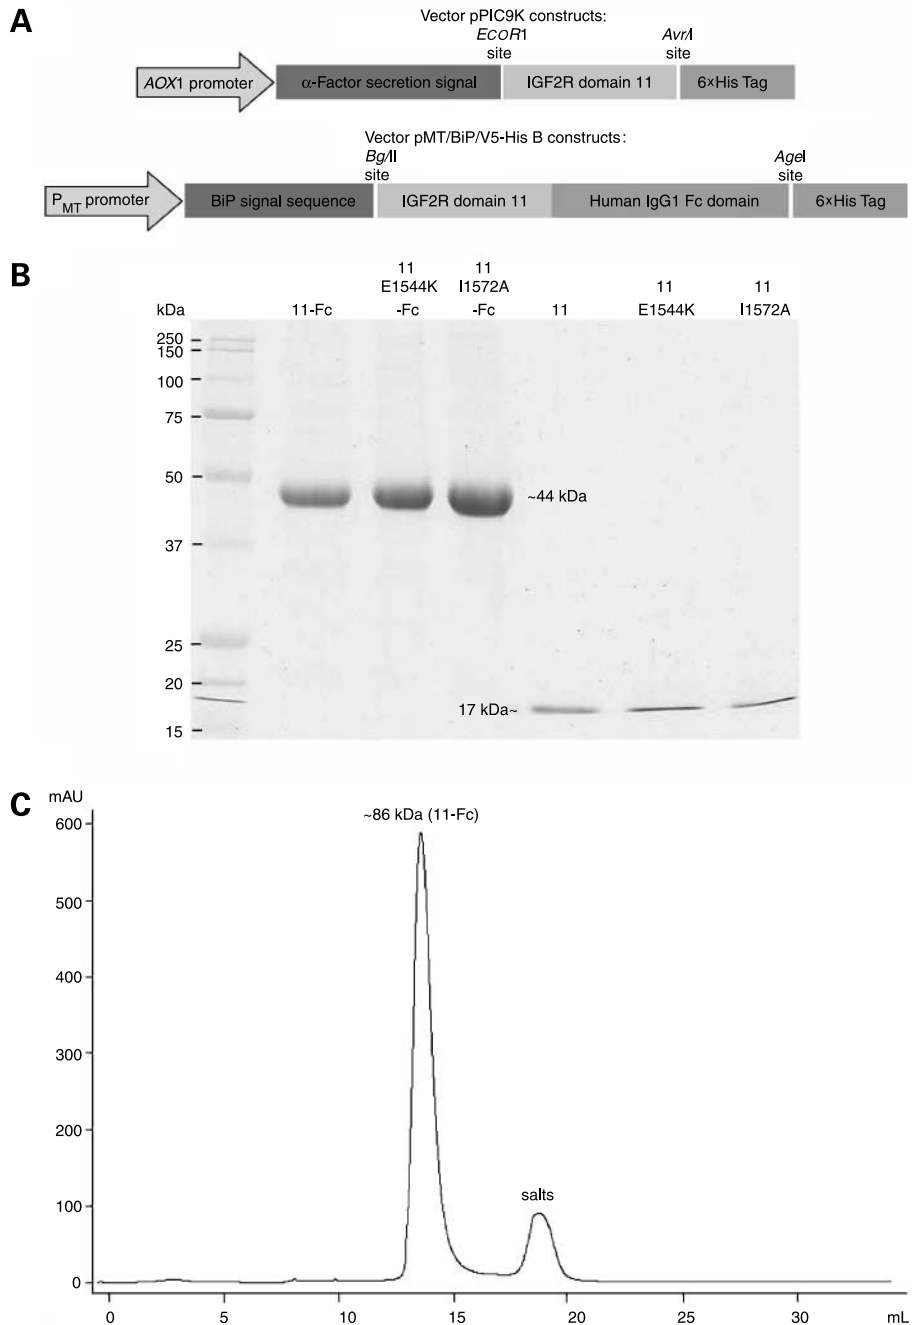 A
Vector pPIC9K constructs:
EcoR1
site
AvrI
site
AOX1 promoter
α-Factor secretion signal
IGF2R domain 11
6×His Tag
Vector pMT/BiP/V5-His B constructs:
Bg/II
site
AgeI
site
PMT promoter
BiP signal sequence
IGF2R domain 11
Human IgG1 Fc domain
6×His Tag
B
kDa
11-Fc
11
E1544K
-Fc
11
I1572A
-Fc
11
11
E1544K
11
I1572A
250
150
100
75
50
~44 kDa
37
25
20
17 kDa~
15
C
mAU
~86 kDa (11-Fc)
600
500
400
300
200
salts
100
0
0 5 10 15 20 25 30 mL